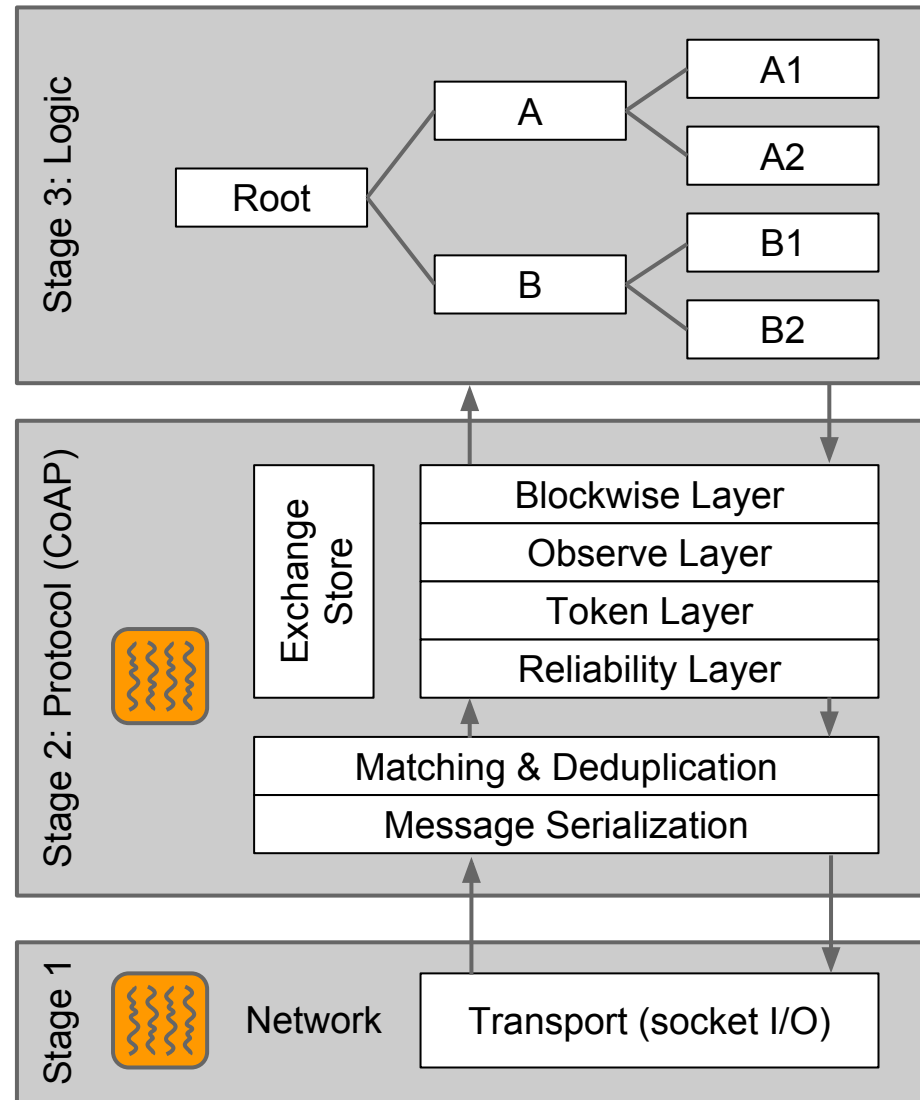 Stage 3: Logic
Root
A
B
A1
A2
B1
B2
Stage 2: Protocol (CoAP)
Exchange
Store
Blockwise Layer
Observe Layer
Token Layer
Reliability Layer
Matching & Deduplication
Message Serialization
Stage 1
Network
Transport (socket I/O)